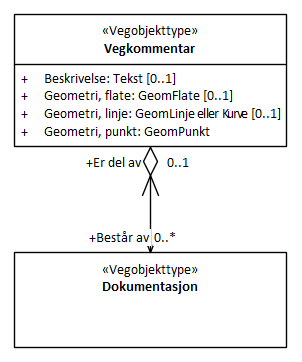 «Vegobjekttype»
Vegkommentar
+ Beskrivelse: Tekst [0..1]
+ Geometri, flate: GeomFlate [0..1]
+ Geometri, linje: GeomLinje eller Kurve [0..1]
+ Geometri, punkt: GeomPunkt
+Er del av 0..1
+Består av 0..*
«Vegobjekttype»
Dokumentasjon